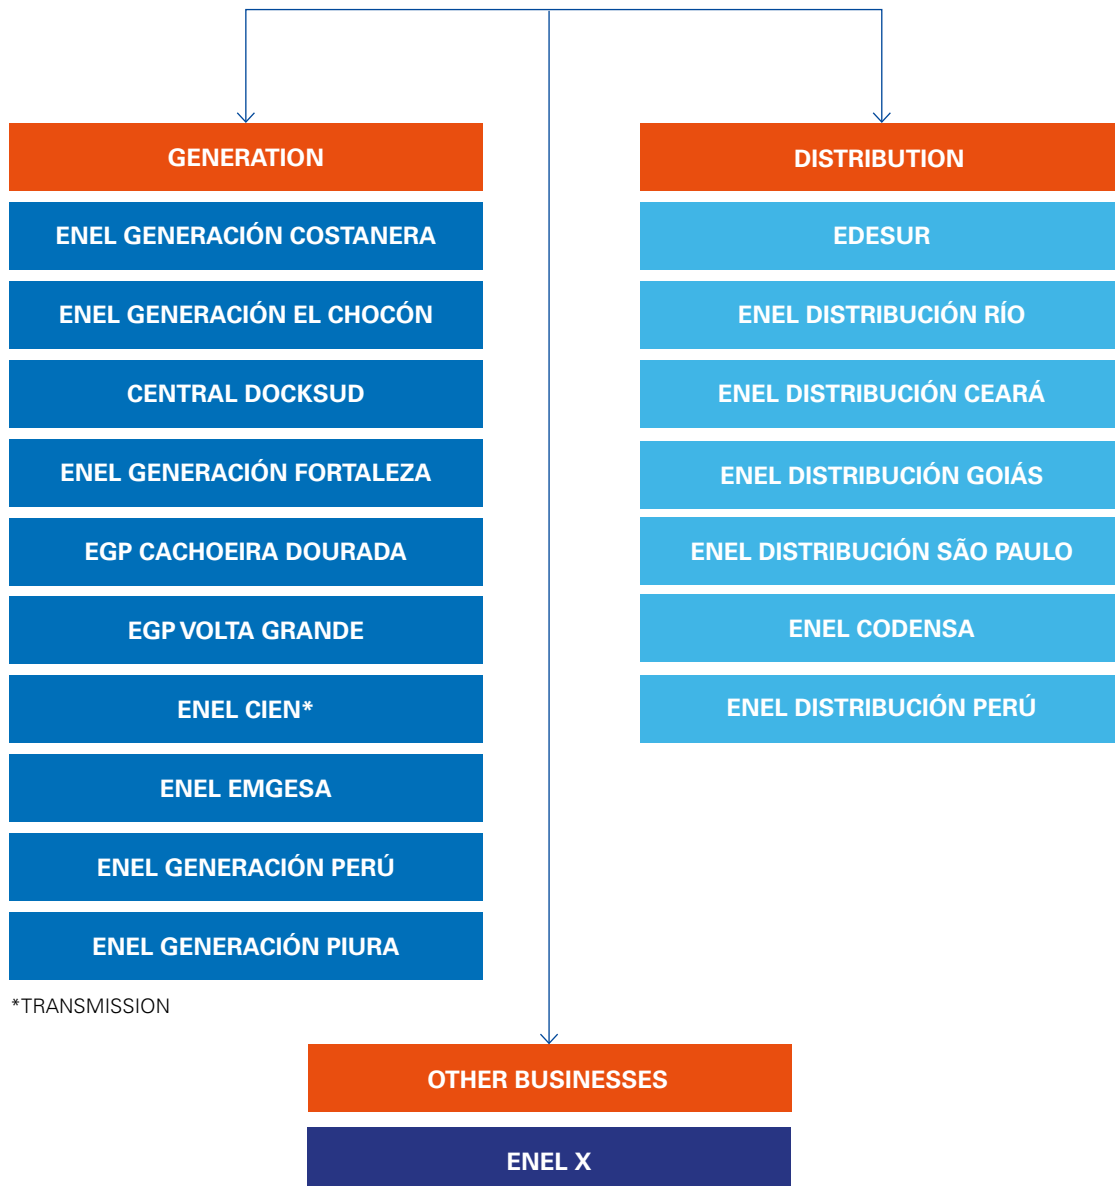 GENERATION
ENEL GENERACIÓN COSTANERA
ENEL GENERACIÓN EL CHOCÓN
CENTRAL DOCKSUD
ENEL GENERACIÓN FORTALEZA
EGP CACHOEIRA DOURADA
EGP VOLTA GRANDE
ENEL CIEN*
ENEL EMGESA
ENEL GENERACIÓN PERÚ
ENEL GENERACIÓN PIURA
*TRANSMISSION
DISTRIBUTION
EDESUR
ENEL DISTRIBUCIÓN RÍO
ENEL DISTRIBUCIÓN CEARÁ
ENEL DISTRIBUCIÓN GOIÁS
ENEL DISTRIBUCIÓN SÃO PAULO
ENEL CODENSA
ENEL DISTRIBUCIÓN PERÚ
OTHER BUSINESSES
ENEL X